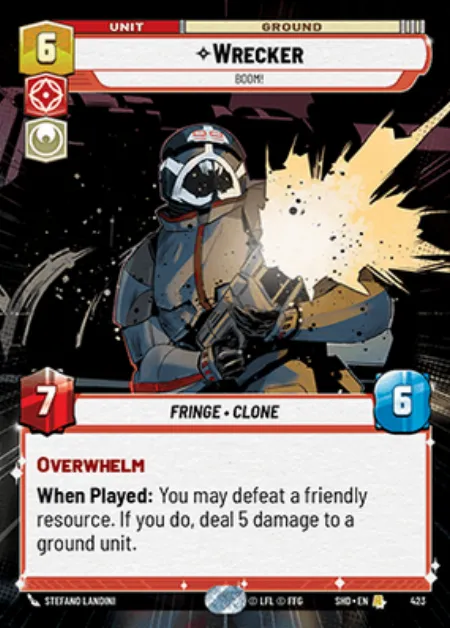 UNIT
GROUND
6
WRECKER
BOOM!
7
FRINGE • CLONE
6
OVERWHELM
When Played: You may defeat a friendly
resource. If you do, deal 5 damage to a
ground unit.
STEFANO LANDINI
© LFL © FFG
SHD • EN
423